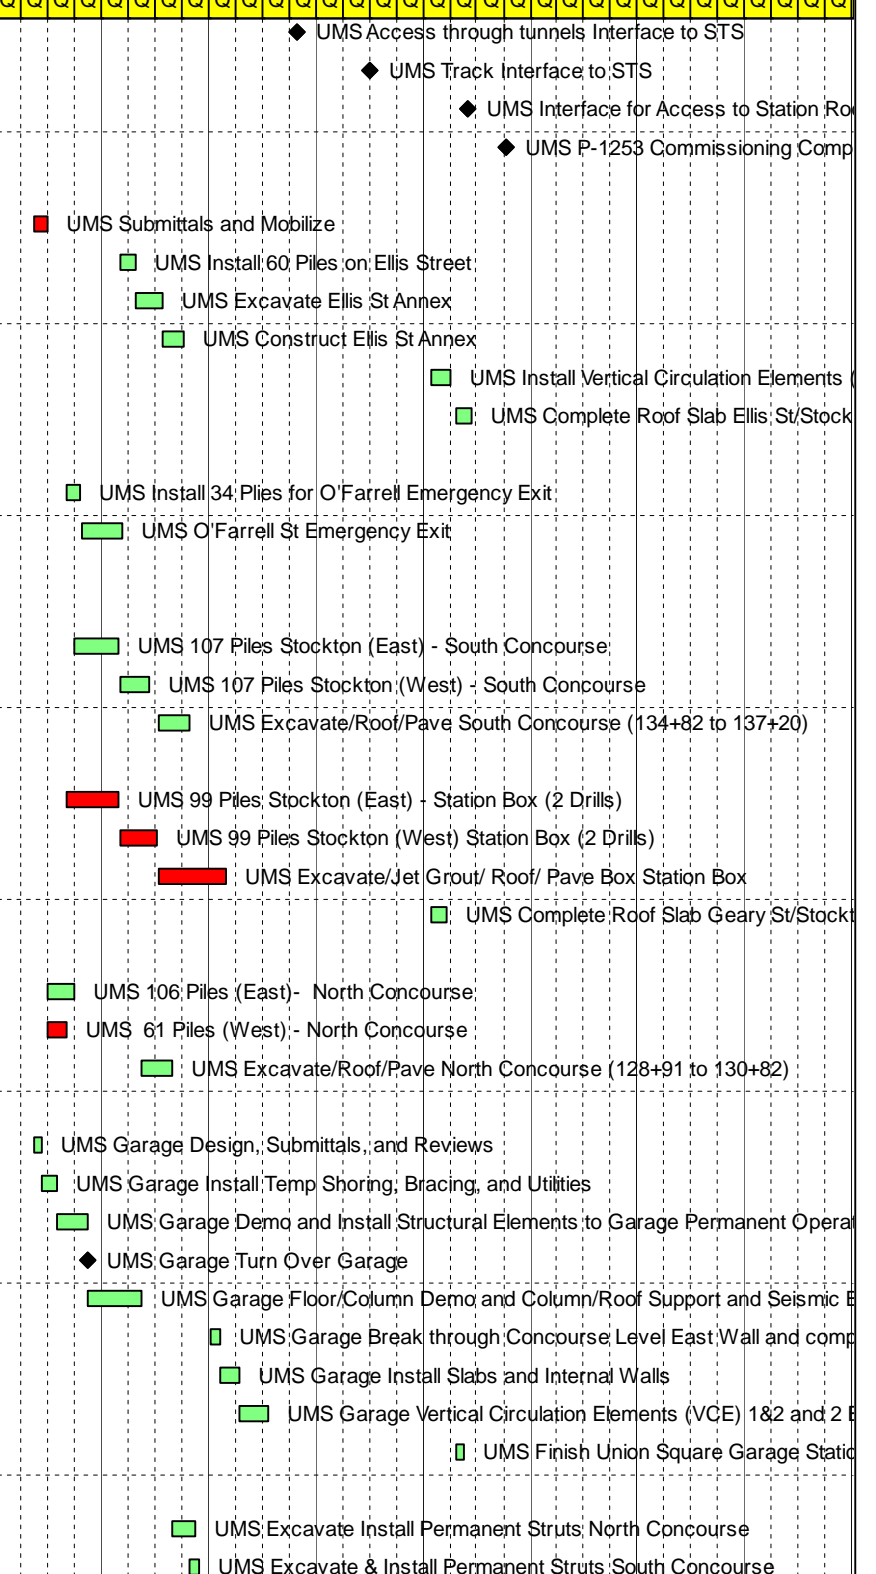 Q Q Q Q Q Q Q Q Q Q Q Q Q Q Q Q Q Q Q Q Q Q Q Q Q Q Q Q Q Q Q Q
UMS Access through tunnels Interface to STS
UMS Track Interface to STS
UMS Interface for Access to Station Roo
UMS P-1253 Commissioning Comp
UMS Submittals and Mobilize
UMS Install 60 Piles on Ellis Street
UMS Excavate Ellis St Annex
UMS Construct Ellis St Annex
UMS Install Vertical Circulation Elements (
UMS Complete Roof Slab Ellis St/Stock
UMS Install 34 Plies for O'Farrell Emergency Exit
UMS O'Farrell St Emergency Exit
UMS 107 Piles Stockton (East) - South Concourse
UMS 107 Piles Stockton (West) - South Concourse
UMS Excavate/Roof/Pave South Concourse (134+82 to 137+20)
UMS 99 Piles Stockton (East) - Station Box (2 Drills)
UMS 99 Piles Stockton (West) Station Box (2 Drills)
UMS Excavate/Jet Grout/ Roof/ Pave Box Station Box
UMS Complete Roof Slab Geary St/Stockt
UMS 106 Piles (East)- North Concourse
UMS 61 Piles (West) - North Concourse
UMS Excavate/Roof/Pave North Concourse (128+91 to 130+82)
UMS Garage Design, Submittals, and Reviews
UMS Garage Install Temp Shoring, Bracing, and Utilities
UMS Garage Demo and Install Structural Elements to Garage Permanent Operat
UMS Garage Turn Over Garage
UMS Garage Floor/Column Demo and Column/Roof Support and Seismic
UMS Garage Break through Concourse Level East Wall and comp
UMS Garage Install Slabs and Internal Walls
UMS Garage Vertical Circulation Elements (VCE) 1&2 and 2
UMS Finish Union Square Garage Static
UMS Excavate Install Permanent Struts North Concourse
UMS Excavate & Install Permanent Struts South Concourse